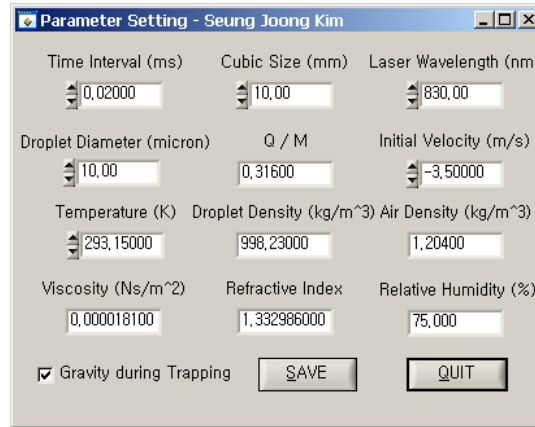 Parameter Setting - Seung Joong Kim
Time Interval (ms) Cubic Size (mm) Laser Wavelength (nm
0,02000 10,00 830,00
Droplet Diameter (micron) Q / M Initial Velocity (m/s)
10,00 0,31600 -3,50000
Temperature (K) Droplet Density (kg/m^3) Air Density (kg/m^3)
293,15000 998,23000 1,20400
Viscosity (Ns/m^2) Refractive Index Relative Humidity (%)
0,000018100 1,332986000 75,000
Gravity during Trapping SAVE QUIT